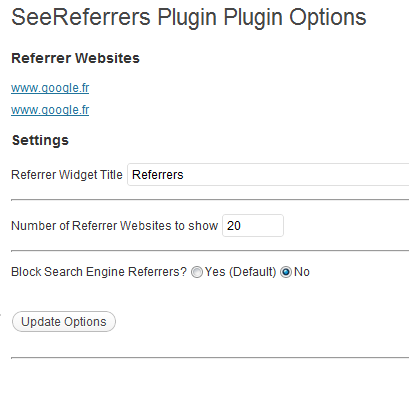 SeeReferrers Plugin Plugin Options
Referrer Websites
www.google.fr
www.google.fr
Settings
Referrer Widget Title Referrers
Number of Referrer Websites to show 20
Block Search Engine Referrers? Yes (Default) No
Update Options